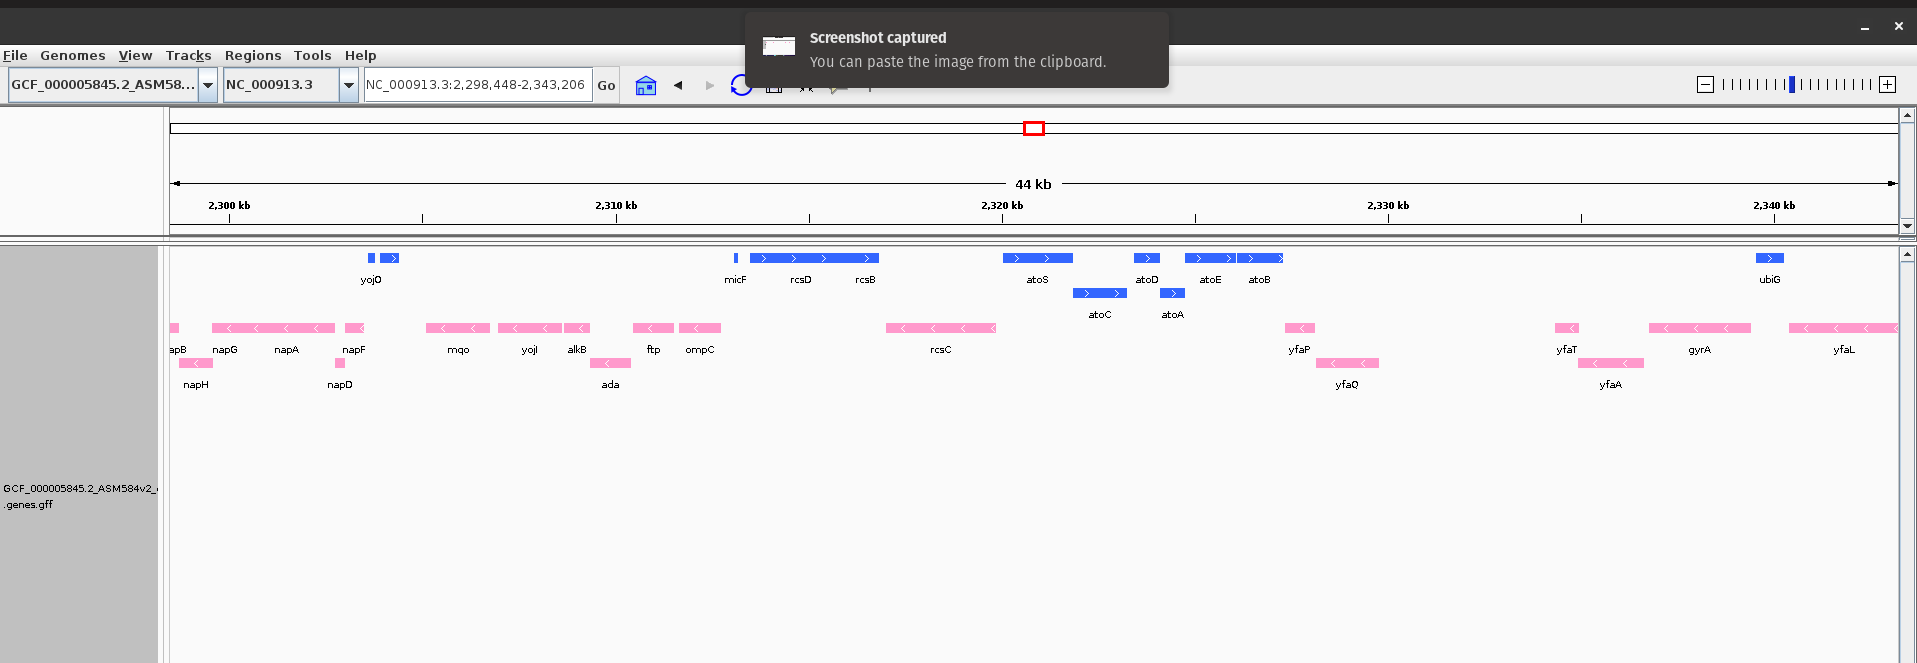 Screenshot captured
You can paste the image from the clipboard.
File Genomes View Tracks Regions Tools Help
GCF_000005845.2_ASM58... NC_000913.3 NC_000913.3:2,298,448-2,343,206 Go
44 kb
2,300 kb 2,310 kb 2,320 kb 2,330 kb 2,340 kb
yojO micF rcsD rcsB atoS atoD atoE atoB ubiG
atoC atoA
apB napG napA napF mqo yojI alkB ftp ompC rcsC yfaP yfaT gyrA yfaL
napH napD ada yfaQ yfaA
GCF_000005845.2_ASM584v2_
.genes.gff